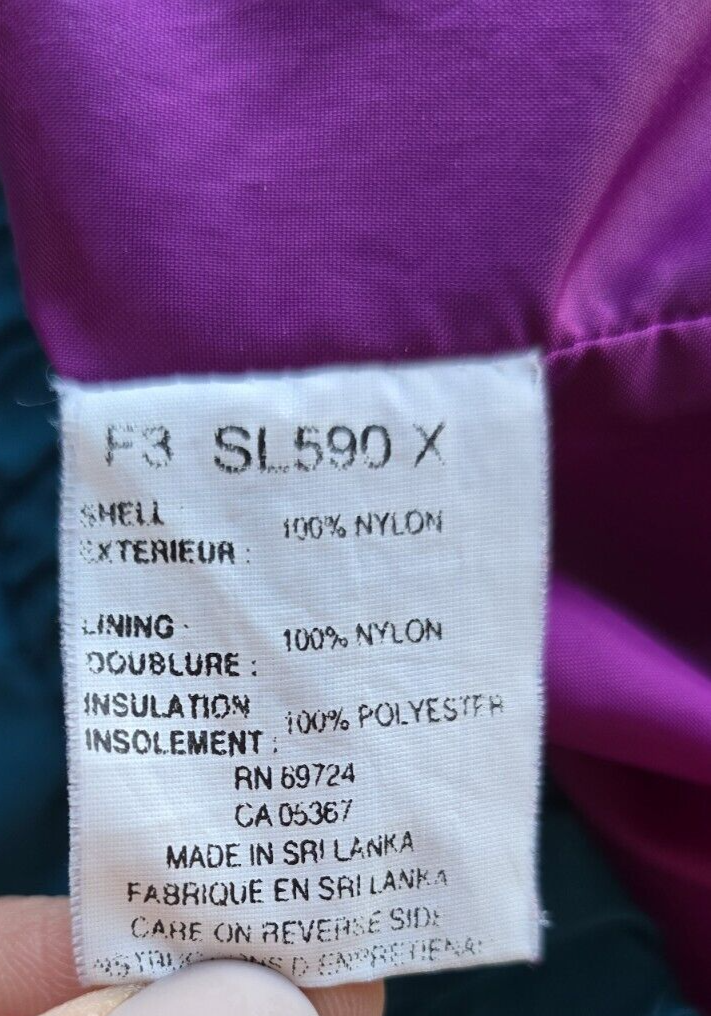 F3 SL590 X
SHELL
EXTERIEUR : 100% NYLON
LINING
DOUBLURE : 100% NYLON
INSULATION
INSOLEMENT : 100% POLYESTER
RN 69724
CA 05367
MADE IN SRI LANKA
FABRIQUE EN SRI LANKA
CARE ON REVERSE SIDE